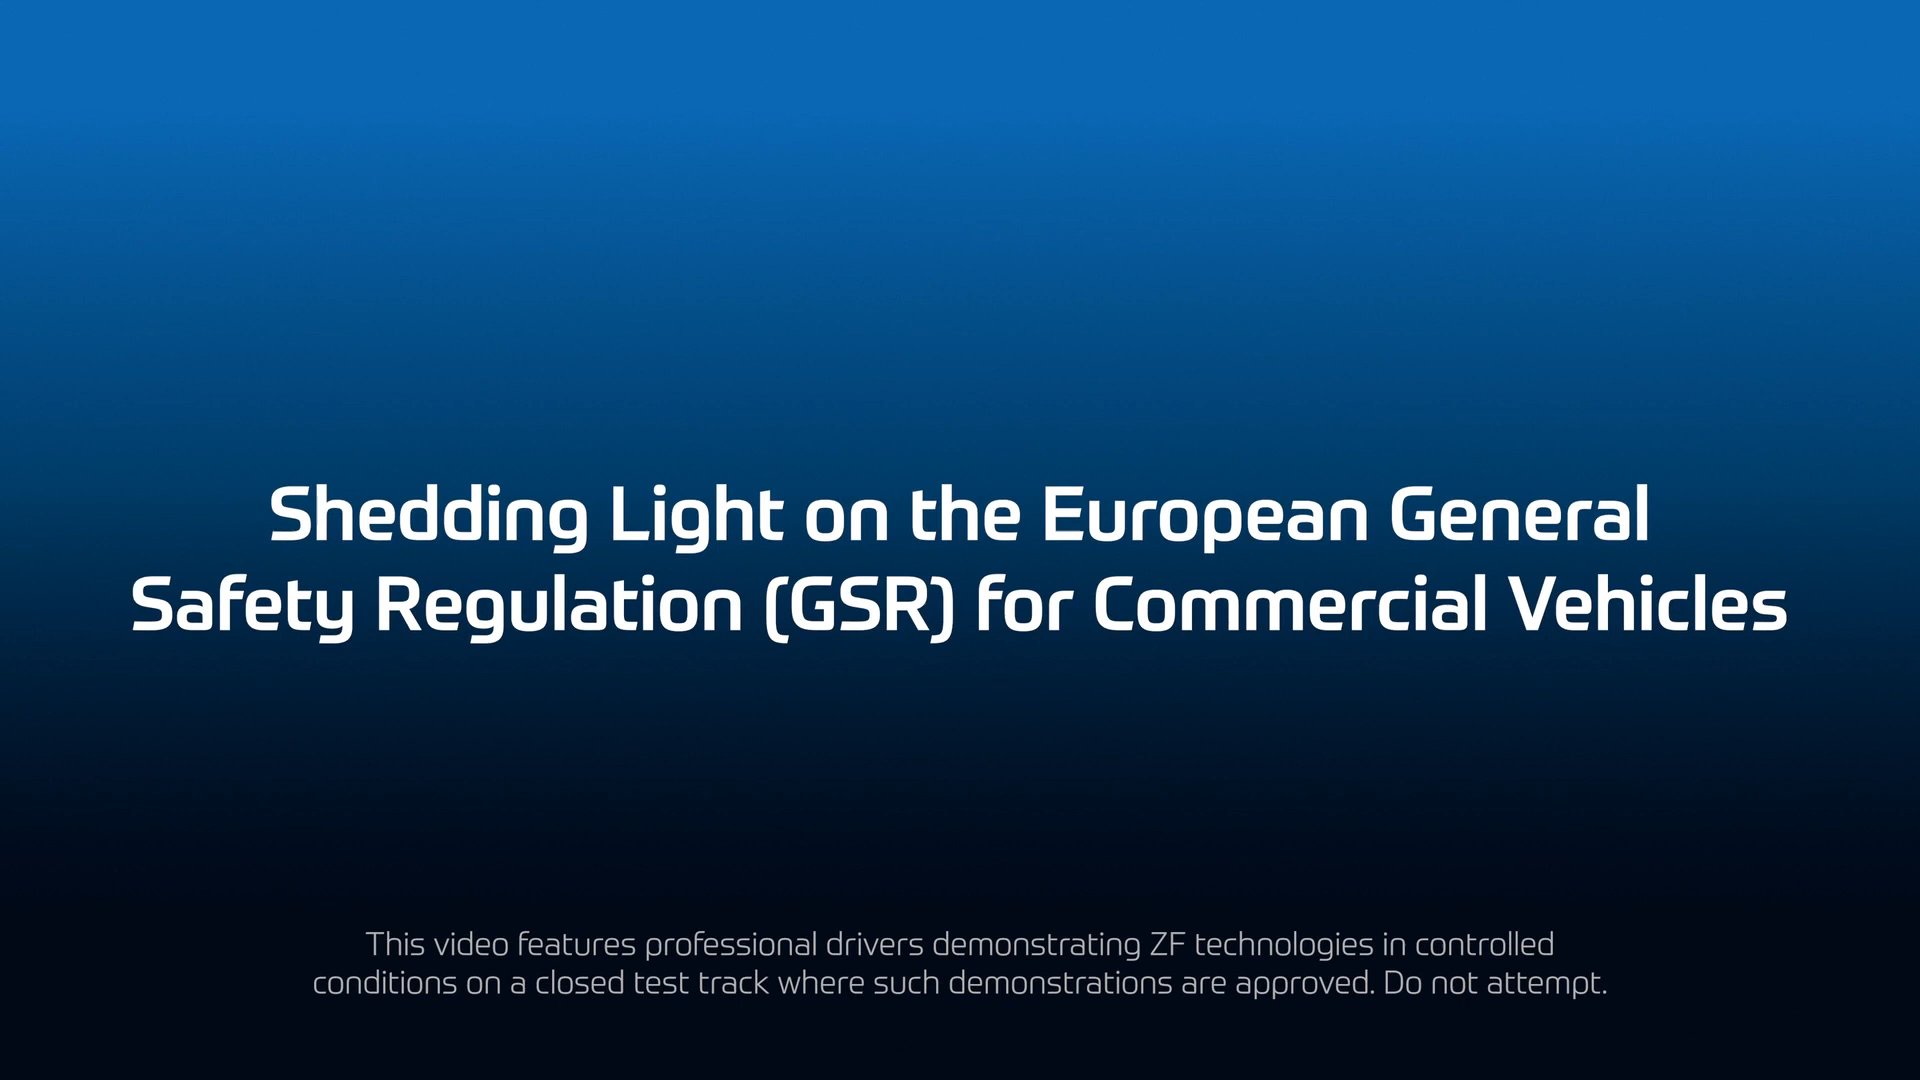 Shedding Light on the European General
Safety Regulation (GSR) for Commercial Vehicles
This video features professional drivers demonstrating ZF technologies in controlled
conditions on a closed test track where such demonstrations are approved. Do not attempt.